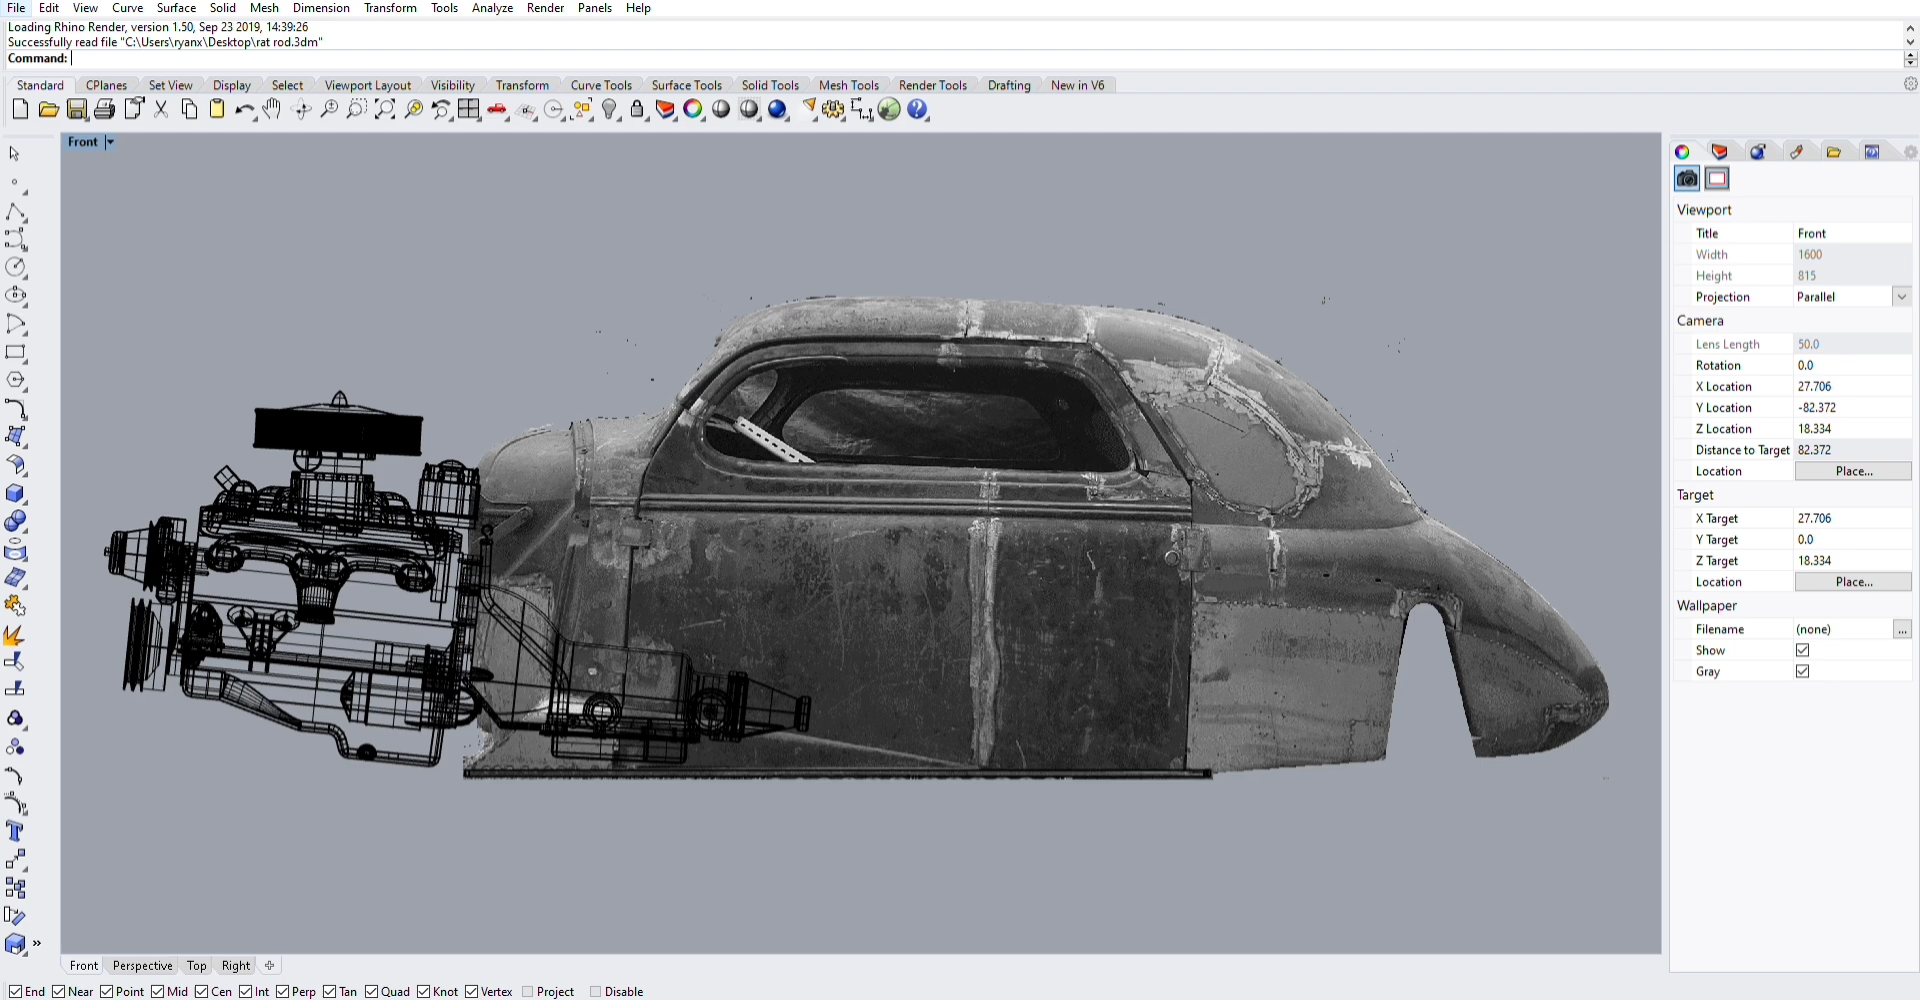 File Edit View Curve Surface Solid Mesh Dimension Transform Tools Analyze Render Panels Help
Loading Rhino Render, version 1.50, Sep 23 2019, 14:39:26
Successfully read file "C:\Users\ryanx\Desktop\rat rod.3dm"
Command:
Standard CPlanes Set View Display Select Viewport Layout Visibility Transform Curve Tools Surface Tools Solid Tools Mesh Tools Render Tools Drafting New in V6
Front
Viewport
Title Front
Width 1600
Height 815
Projection Parallel
Camera
Lens Length 50.0
Rotation 0.0
X Location 27.706
Y Location -82.372
Z Location 18.334
Distance to Target 82.372
Location Place...
Target
X Target 27.706
Y Target 0.0
Z Target 18.334
Location Place...
Wallpaper
Filename (none) ...
Show
Gray
Front Perspective Top Right
End Near Point Mid Cen Int Perp Tan Quad Knot Vertex Project Disable